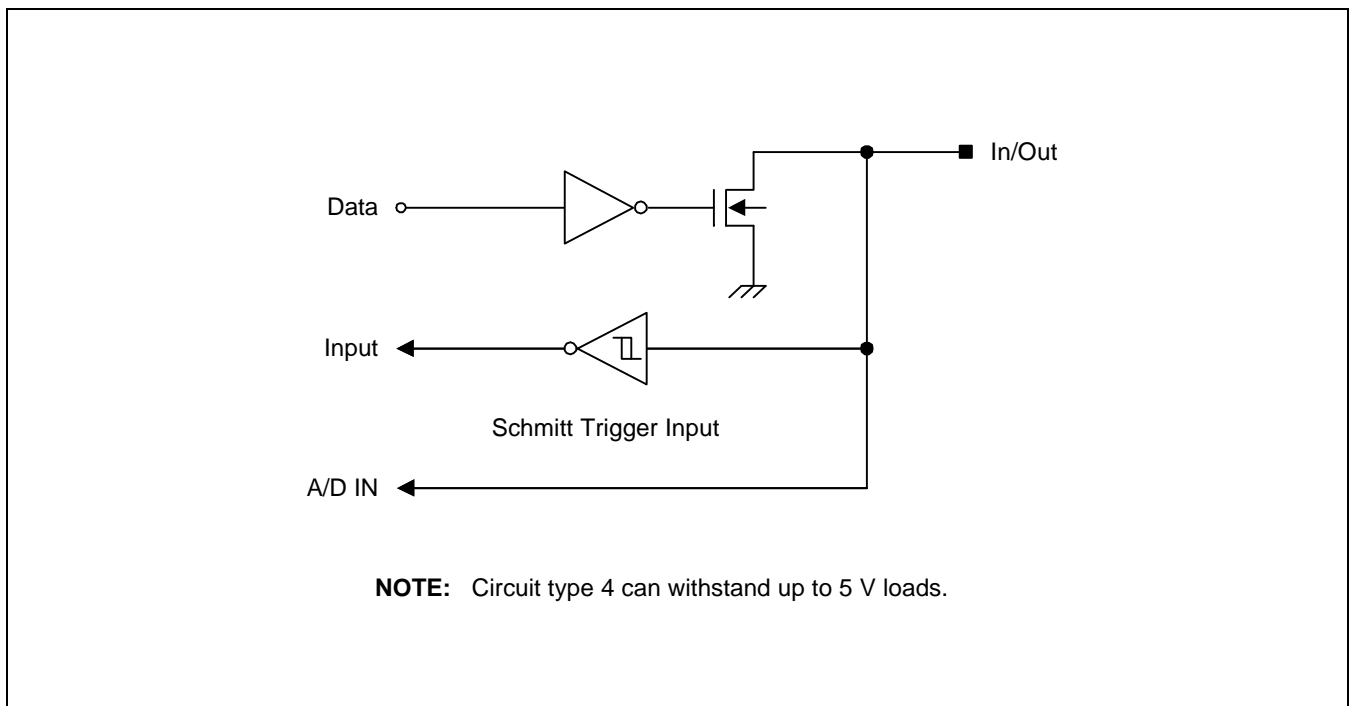 In/Out
Data
Input
Schmitt Trigger Input
A/D IN
NOTE: Circuit type 4 can withstand up to 5 V loads.